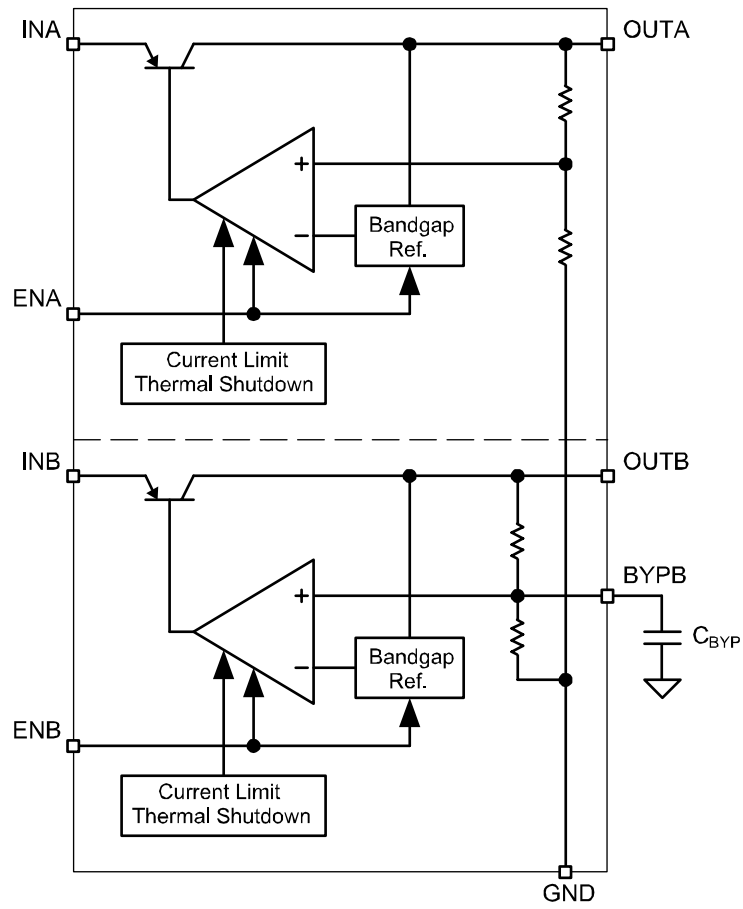 INA
OUTA
+
−
Bandgap
Ref.
ENA
Current Limit
Thermal Shutdown
INB
OUTB
BYPB
+
−
Bandgap
Ref.
CBYP
ENB
Current Limit
Thermal Shutdown
GND